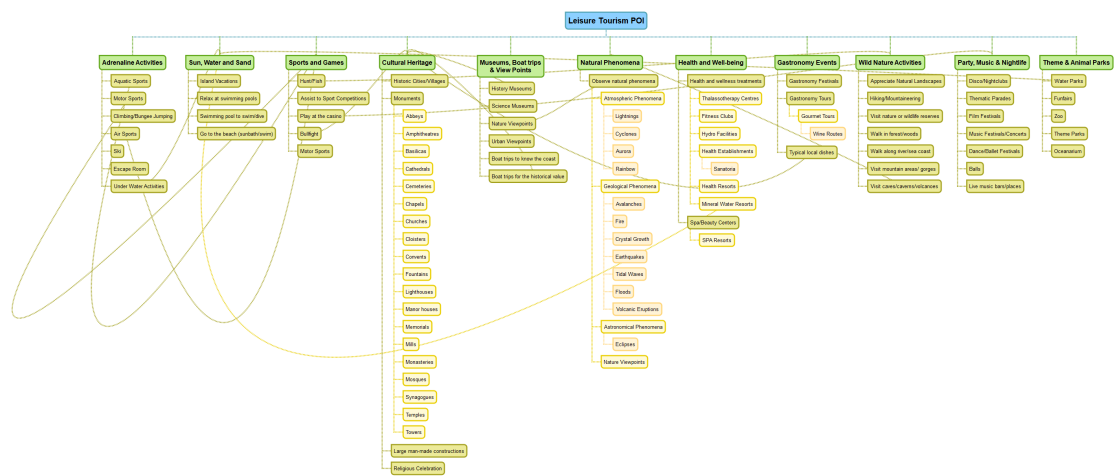 Leisure Tourism POI
Adrenaline Activities
Aquatic Sports
Motor Sports
Climbing/Bungee Jumping
Air Sports
Ski
Escape Room
Under Water Activities
Sun, Water and Sand
Island Vacations
Relax at swimming pools
Swimming pool to swim/dive
Go to the beach (sunbath/swim)
Sports and Games
Hunt/Fish
Assist to Sport Competitions
Play at the casino
Bullfight
Motor Sports
Cultural Heritage
Historic Cities/Villages
Monuments
Abbeys
Amphitheatres
Basilicas
Cathedrals
Cemeteries
Chapels
Churches
Cloisters
Convents
Fountains
Lighthouses
Manor houses
Memorials
Mills
Monasteries
Mosques
Synagogues
Temples
Towers
Large man-made constructions
Religious Celebration
Museums, Boat trips
& View Points
History Museums
Science Museums
Nature Viewpoints
Urban Viewpoints
Boat trips to know the coast
Boat trips for the historical value
Natural Phenomena
Observe natural phenomena
Atmospheric Phenomena
Lightnings
Cyclones
Aurora
Rainbow
Geological Phenomena
Avalanches
Fire
Crystal Growth
Earthquakes
Tidal Waves
Floods
Volcanic Eruptions
Astronomical Phenomena
Eclipses
Nature Viewpoints
Health and Well-being
Health and wellness treatments
Thalassotherapy Centres
Fitness Clubs
Hydro Facilities
Health Establishments
Sanatoria
Health Resorts
Mineral Water Resorts
Spa/Beauty Centers
SPA Resorts
Gastronomy Events
Gastronomy Festivals
Gastronomy Tours
Gourmet Tours
Wine Routes
Typical local dishes
Wild Nature Activities
Appreciate Natural Landscapes
Hiking/Mountaineering
Visit nature or wildlife reserves
Walk in forest/woods
Walk along river/sea coast
Visit mountain areas/ gorges
Visit caves/caverns/volcanoes
Party, Music & Nightlife
Disco/Nightclubs
Thematic Parades
Film Festivals
Music Festivals/Concerts
Dance/Ballet Festivals
Balls
Live music bars/places
Theme & Animal Parks
Water Parks
Funfairs
Zoo
Theme Parks
Oceanarium